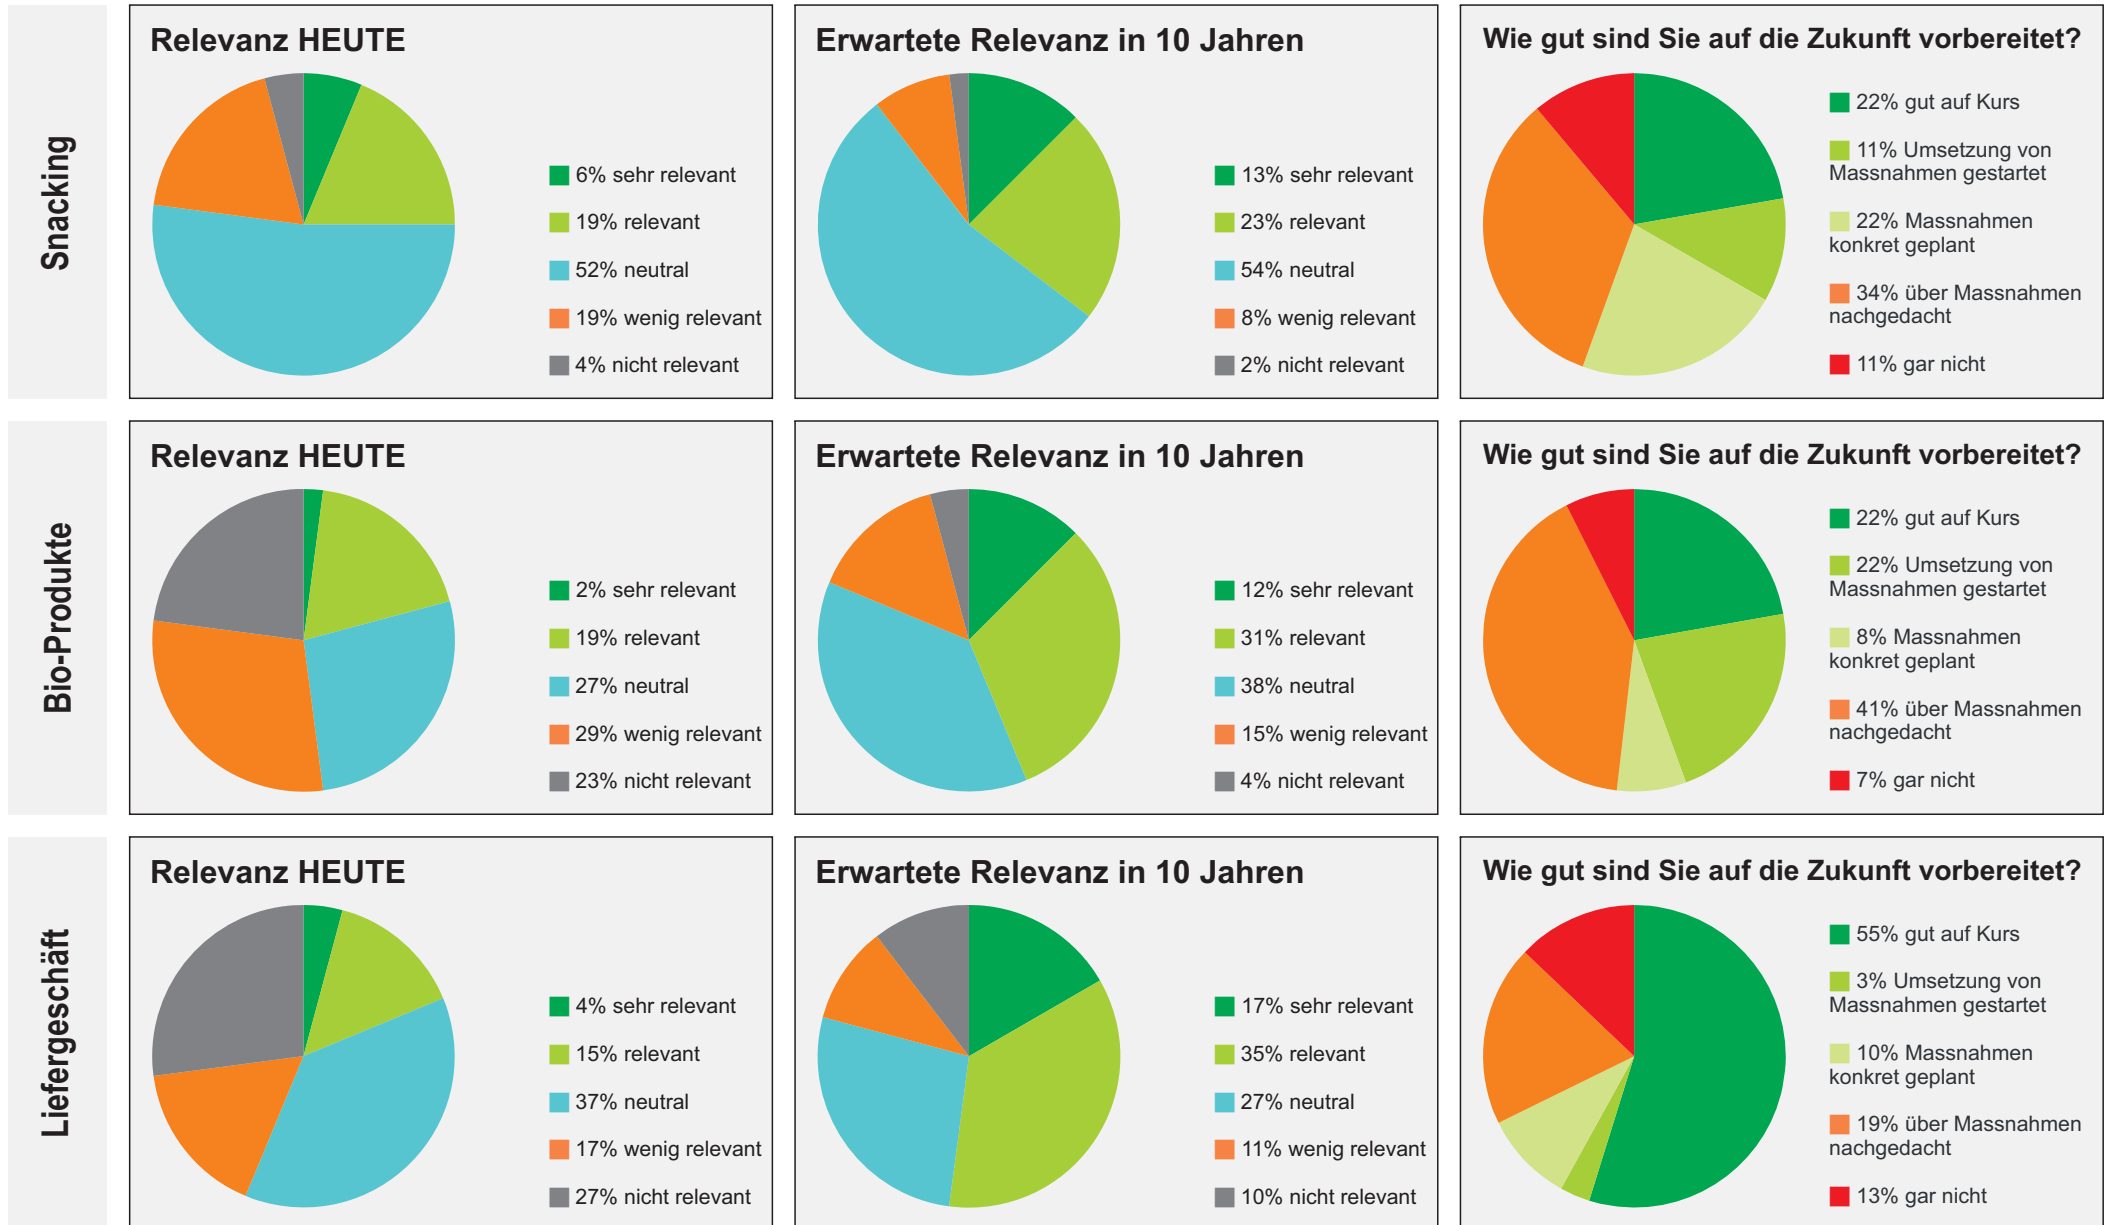 Snacking
Relevanz HEUTE
6% sehr relevant
19% relevant
52% neutral
19% wenig relevant
4% nicht relevant
Erwartete Relevanz in 10 Jahren
13% sehr relevant
23% relevant
54% neutral
8% wenig relevant
2% nicht relevant
Wie gut sind Sie auf die Zukunft vorbereitet?
22% gut auf Kurs
11% Umsetzung von
Massnahmen gestartet
22% Massnahmen
konkret geplant
34% über Massnahmen
nachgedacht
11% gar nicht
Bio-Produkte
Relevanz HEUTE
2% sehr relevant
19% relevant
27% neutral
29% wenig relevant
23% nicht relevant
Erwartete Relevanz in 10 Jahren
12% sehr relevant
31% relevant
38% neutral
15% wenig relevant
4% nicht relevant
Wie gut sind Sie auf die Zukunft vorbereitet?
22% gut auf Kurs
22% Umsetzung von
Massnahmen gestartet
8% Massnahmen
konkret geplant
41% über Massnahmen
nachgedacht
7% gar nicht
Liefergeschäft
Relevanz HEUTE
4% sehr relevant
15% relevant
37% neutral
17% wenig relevant
27% nicht relevant
Erwartete Relevanz in 10 Jahren
17% sehr relevant
35% relevant
27% neutral
11% wenig relevant
10% nicht relevant
Wie gut sind Sie auf die Zukunft vorbereitet?
55% gut auf Kurs
3% Umsetzung von
Massnahmen gestartet
10% Massnahmen
konkret geplant
19% über Massnahmen
nachgedacht
13% gar nicht